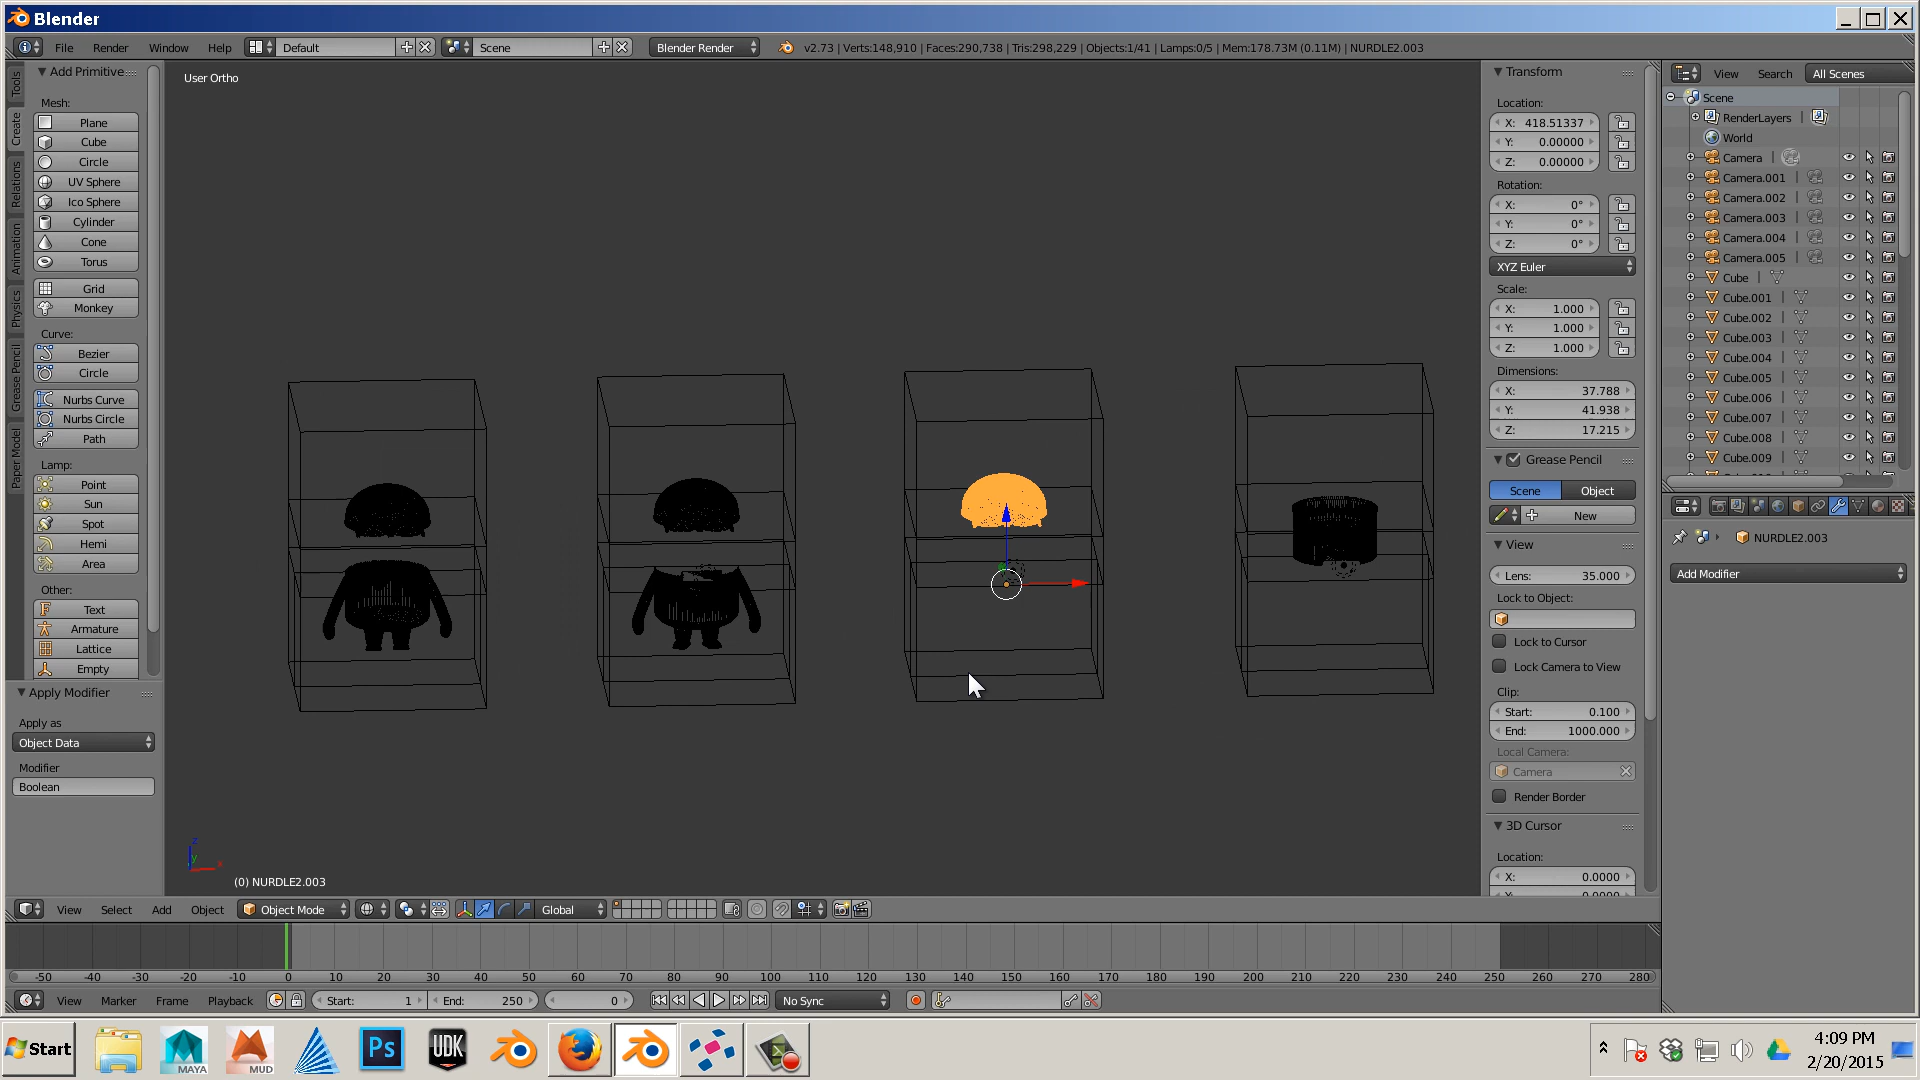 Blender
File Render Window Help Default Scene Blender Render v2.73 | Verts:148,910 | Faces:290,738 | Tris:298,229 | Objects:1/41 | Lamps:0/5 | Mem:178.73M (0.11M) | NURDLE2.003
Tools
Create
Relations
Animation
Physics
Grease Pencil
Paper Model
Add Primitive
Mesh:
Plane
Cube
Circle
UV Sphere
Ico Sphere
Cylinder
Cone
Torus
Grid
Monkey
Curve:
Bezier
Circle
Nurbs Curve
Nurbs Circle
Path
Lamp:
Point
Sun
Spot
Hemi
Area
Other:
Text
Armature
Lattice
Empty
Apply Modifier
Apply as
Object Data
Modifier
Boolean
User Ortho
(0) NURDLE2.003
Transform
Location:
X: 418.51337
Y: 0.00000
Z: 0.00000
Rotation:
X: 0°
Y: 0°
Z: 0°
XYZ Euler
Scale:
X: 1.000
Y: 1.000
Z: 1.000
Dimensions:
X: 37.788
Y: 41.938
Z: 17.215
Grease Pencil
Scene Object
New
View
Lens: 35.000
Lock to Object:
Lock to Cursor
Lock Camera to View
Clip:
Start: 0.100
End: 1000.000
Local Camera:
Camera
Render Border
3D Cursor
Location:
X: 0.0000
View Search All Scenes
Scene
RenderLayers
World
Camera
Camera.001
Camera.002
Camera.003
Camera.004
Camera.005
Cube
Cube.001
Cube.002
Cube.003
Cube.004
Cube.005
Cube.006
Cube.007
Cube.008
Cube.009
NURDLE2.003
Add Modifier
View Select Add Object Object Mode Global
-50 -40 -30 -20 -10 0 10 20 30 40 50 60 70 80 90 100 110 120 130 140 150 160 170 180 190 200 210 220 230 240 250 260 270 280
View Marker Frame Playback Start: 1 End: 250 0 No Sync
Start MAYA MUD Ps UDK
4:09 PM
2/20/2015